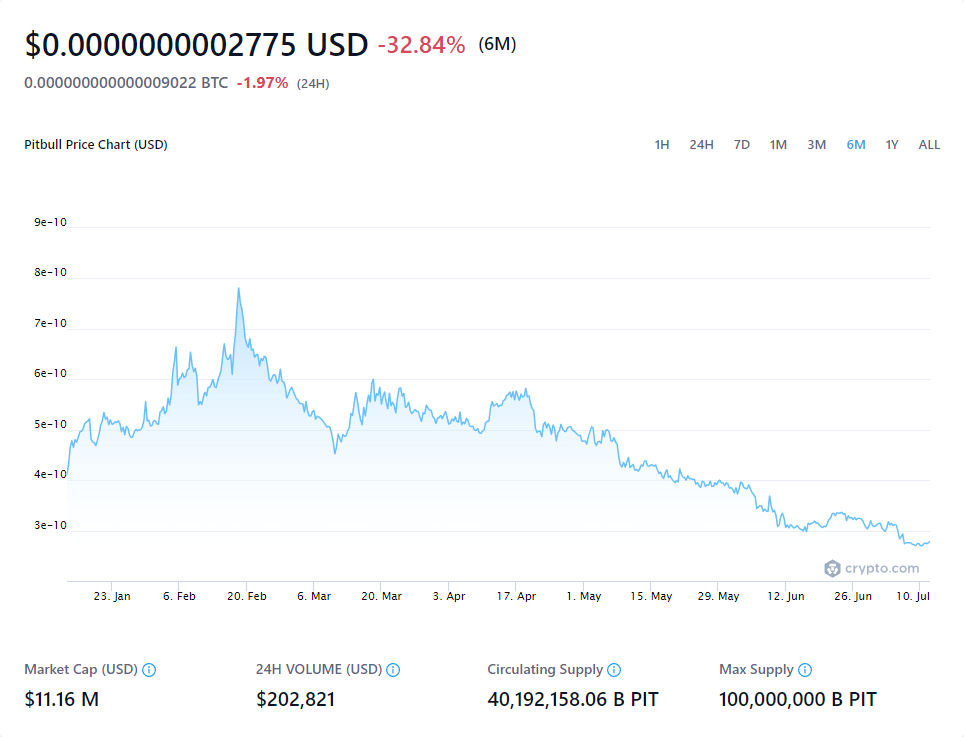 $0.0000000002775 USD -32.84% (6M)
0.000000000000009022 BTC -1.97% (24H)
Pitbull Price Chart (USD) 1H 24H 7D 1M 3M 6M 1Y ALL
9e-10
8e-10
7e-10
6e-10
5e-10
4e-10
3e-10
crypto.com
23. Jan 6. Feb 20. Feb 6. Mar 20. Mar 3. Apr 17. Apr 1. May 15. May 29. May 12. Jun 26. Jun 10. Jul
Market Cap (USD) 24H VOLUME (USD) Circulating Supply Max Supply
$11.16 M $202,821 40,192,158.06 B PIT 100,000,000 B PIT